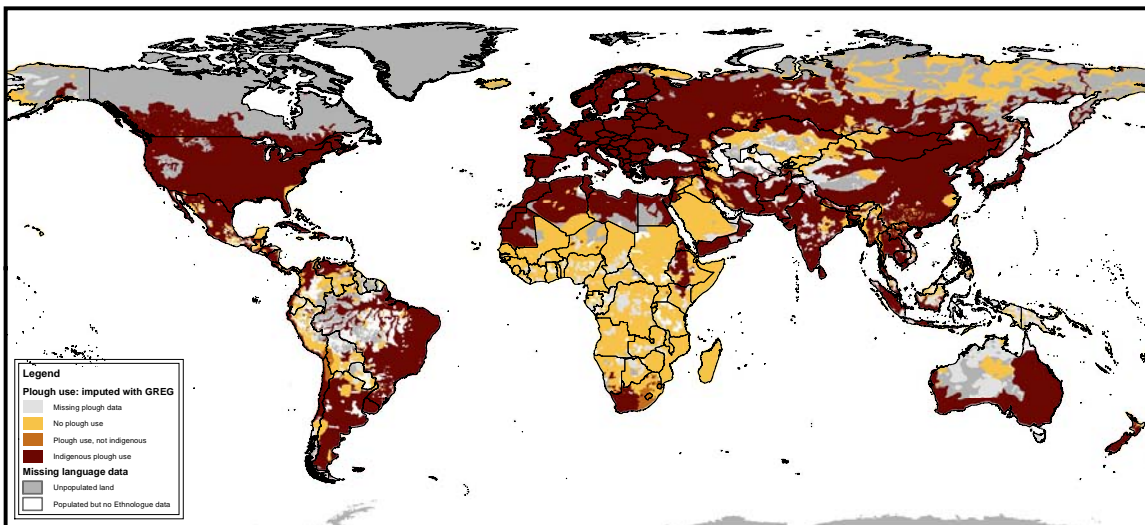 Legend
Plough use: imputed with GREG
Missing plough data
No plough use
Plough use, not indigenous
Indigenous plough use
Missing language data
Unpopulated land
Populated but no Ethnologue data